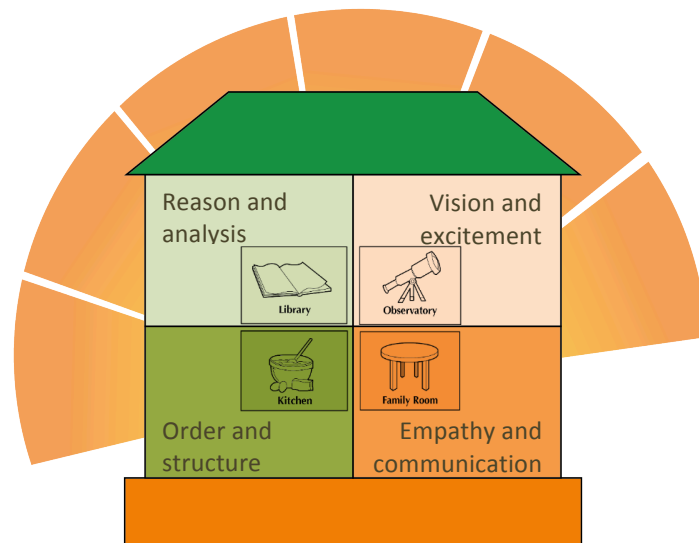 Reason and
analysis
Library
Vision and
excitement
Observatory
Kitchen
Order and
structure
Family Room
Empathy and
communication